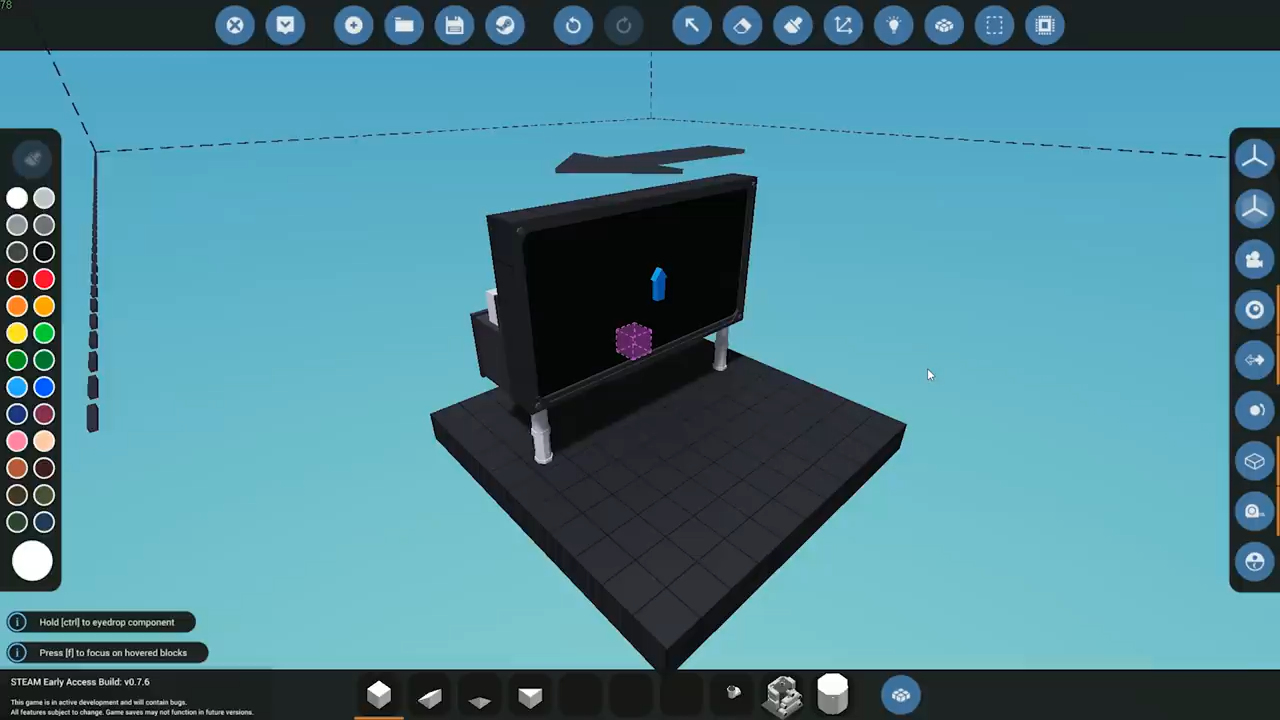 78
Hold [ctrl] to eyedrop component
Press [f] to focus on hovered blocks
STEAM Early Access Build: v0.7.6
This game is in active development and will contain bugs.
All features subject to change. Game saves may not function in future versions.